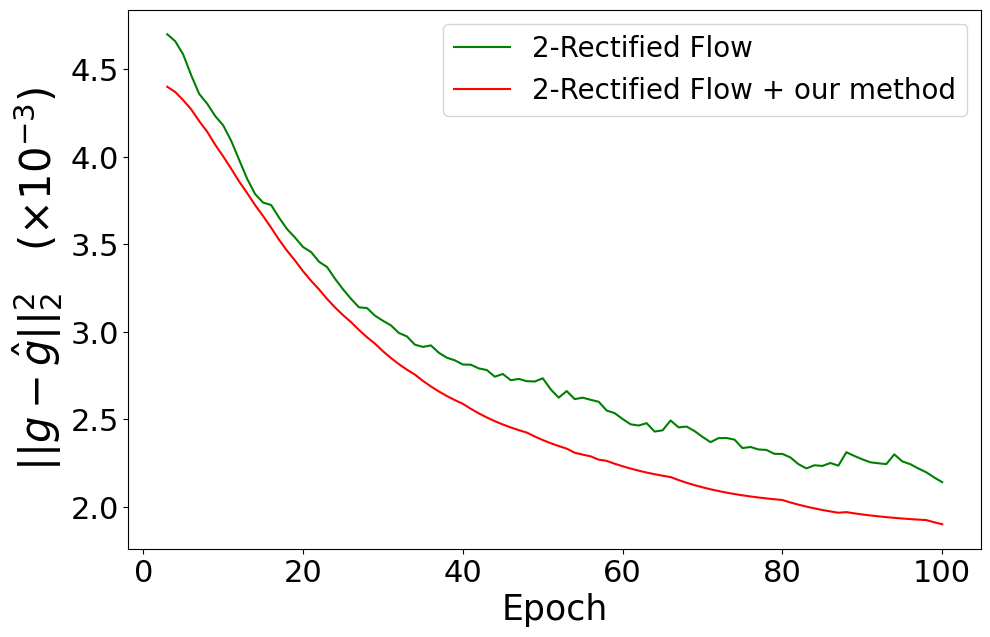 2-Rectified Flow
2-Rectified Flow + our method
||g − ĝ||₂² (×10⁻³)
4.5
4.0
3.5
3.0
2.5
2.0
0 20 40 60 80 100
Epoch